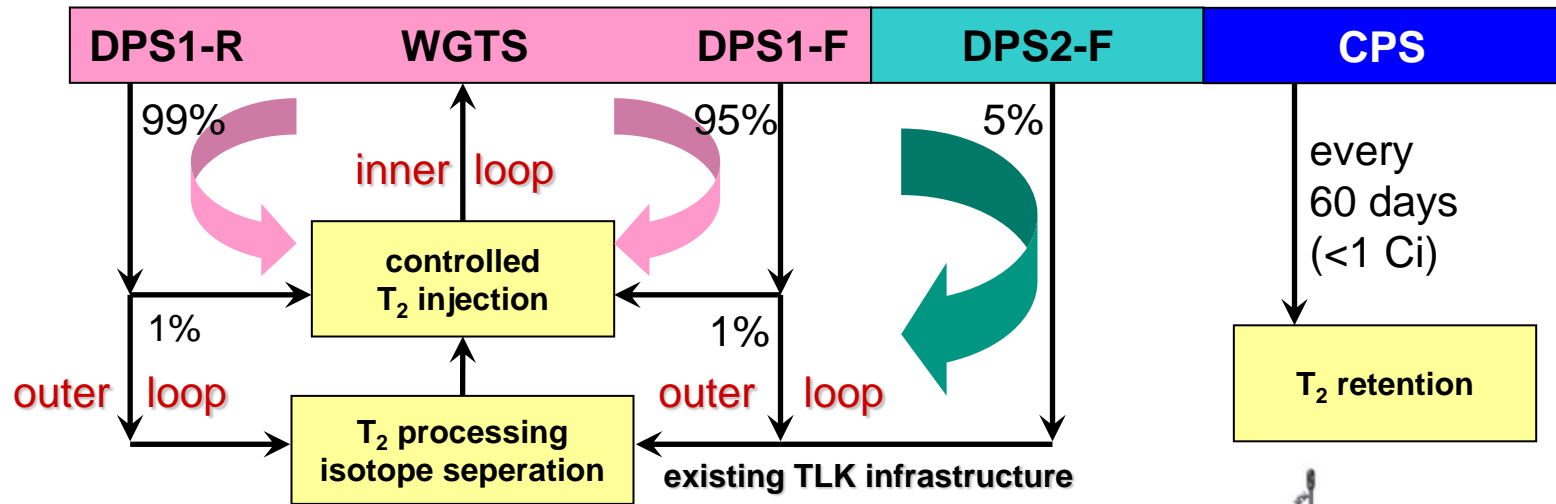 DPS1-R WGTS DPS1-F DPS2-F CPS
99% 95% 5%
inner loop
every
60 days
(<1 Ci)
controlled
T₂ injection
1% 1%
outer loop outer loop
T₂ retention
T₂ processing
isotope seperation
existing TLK infrastructure